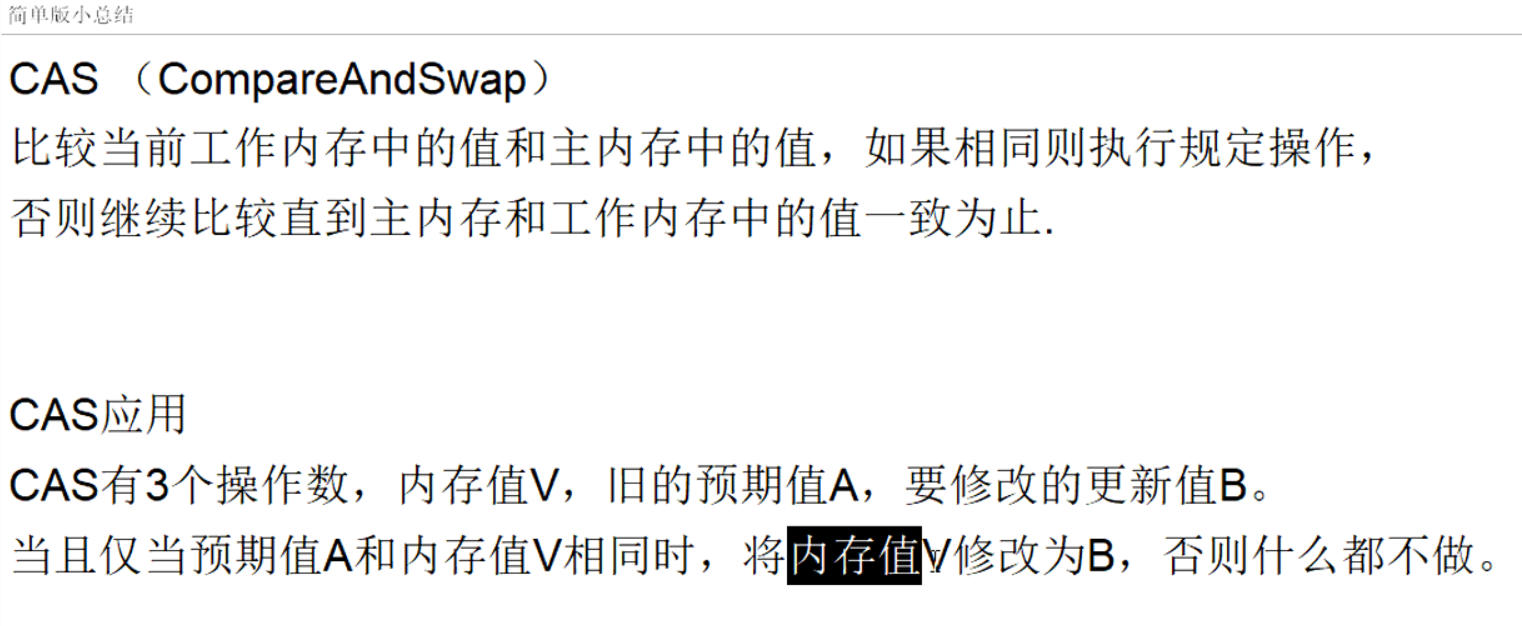 简单版小总结
CAS （CompareAndSwap）
比较当前工作内存中的值和主内存中的值，如果相同则执行规定操作，
否则继续比较直到主内存和工作内存中的值一致为止.
CAS应用
CAS有3个操作数，内存值V，旧的预期值A，要修改的更新值B。
当且仅当预期值A和内存值V相同时，将内存值V修改为B，否则什么都不做。